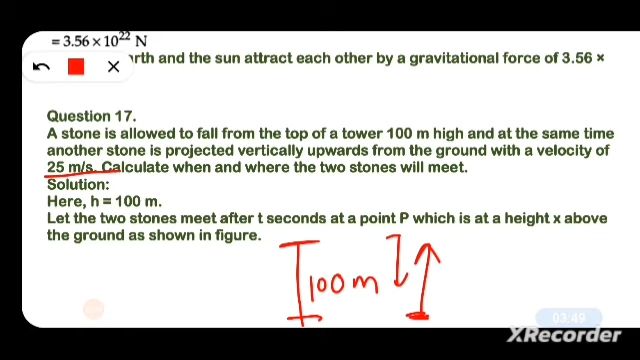 = 3.56 × 10²² N
rth and the sun attract each other by a gravitational force of 3.56 ×
Question 17.
A stone is allowed to fall from the top of a tower 100 m high and at the same time
another stone is projected vertically upwards from the ground with a velocity of
25 m/s. Calculate when and where the two stones will meet.
Solution:
Here, h = 100 m.
Let the two stones meet after t seconds at a point P which is at a height x above
the ground as shown in figure.
100 m
03:49
XRecorder